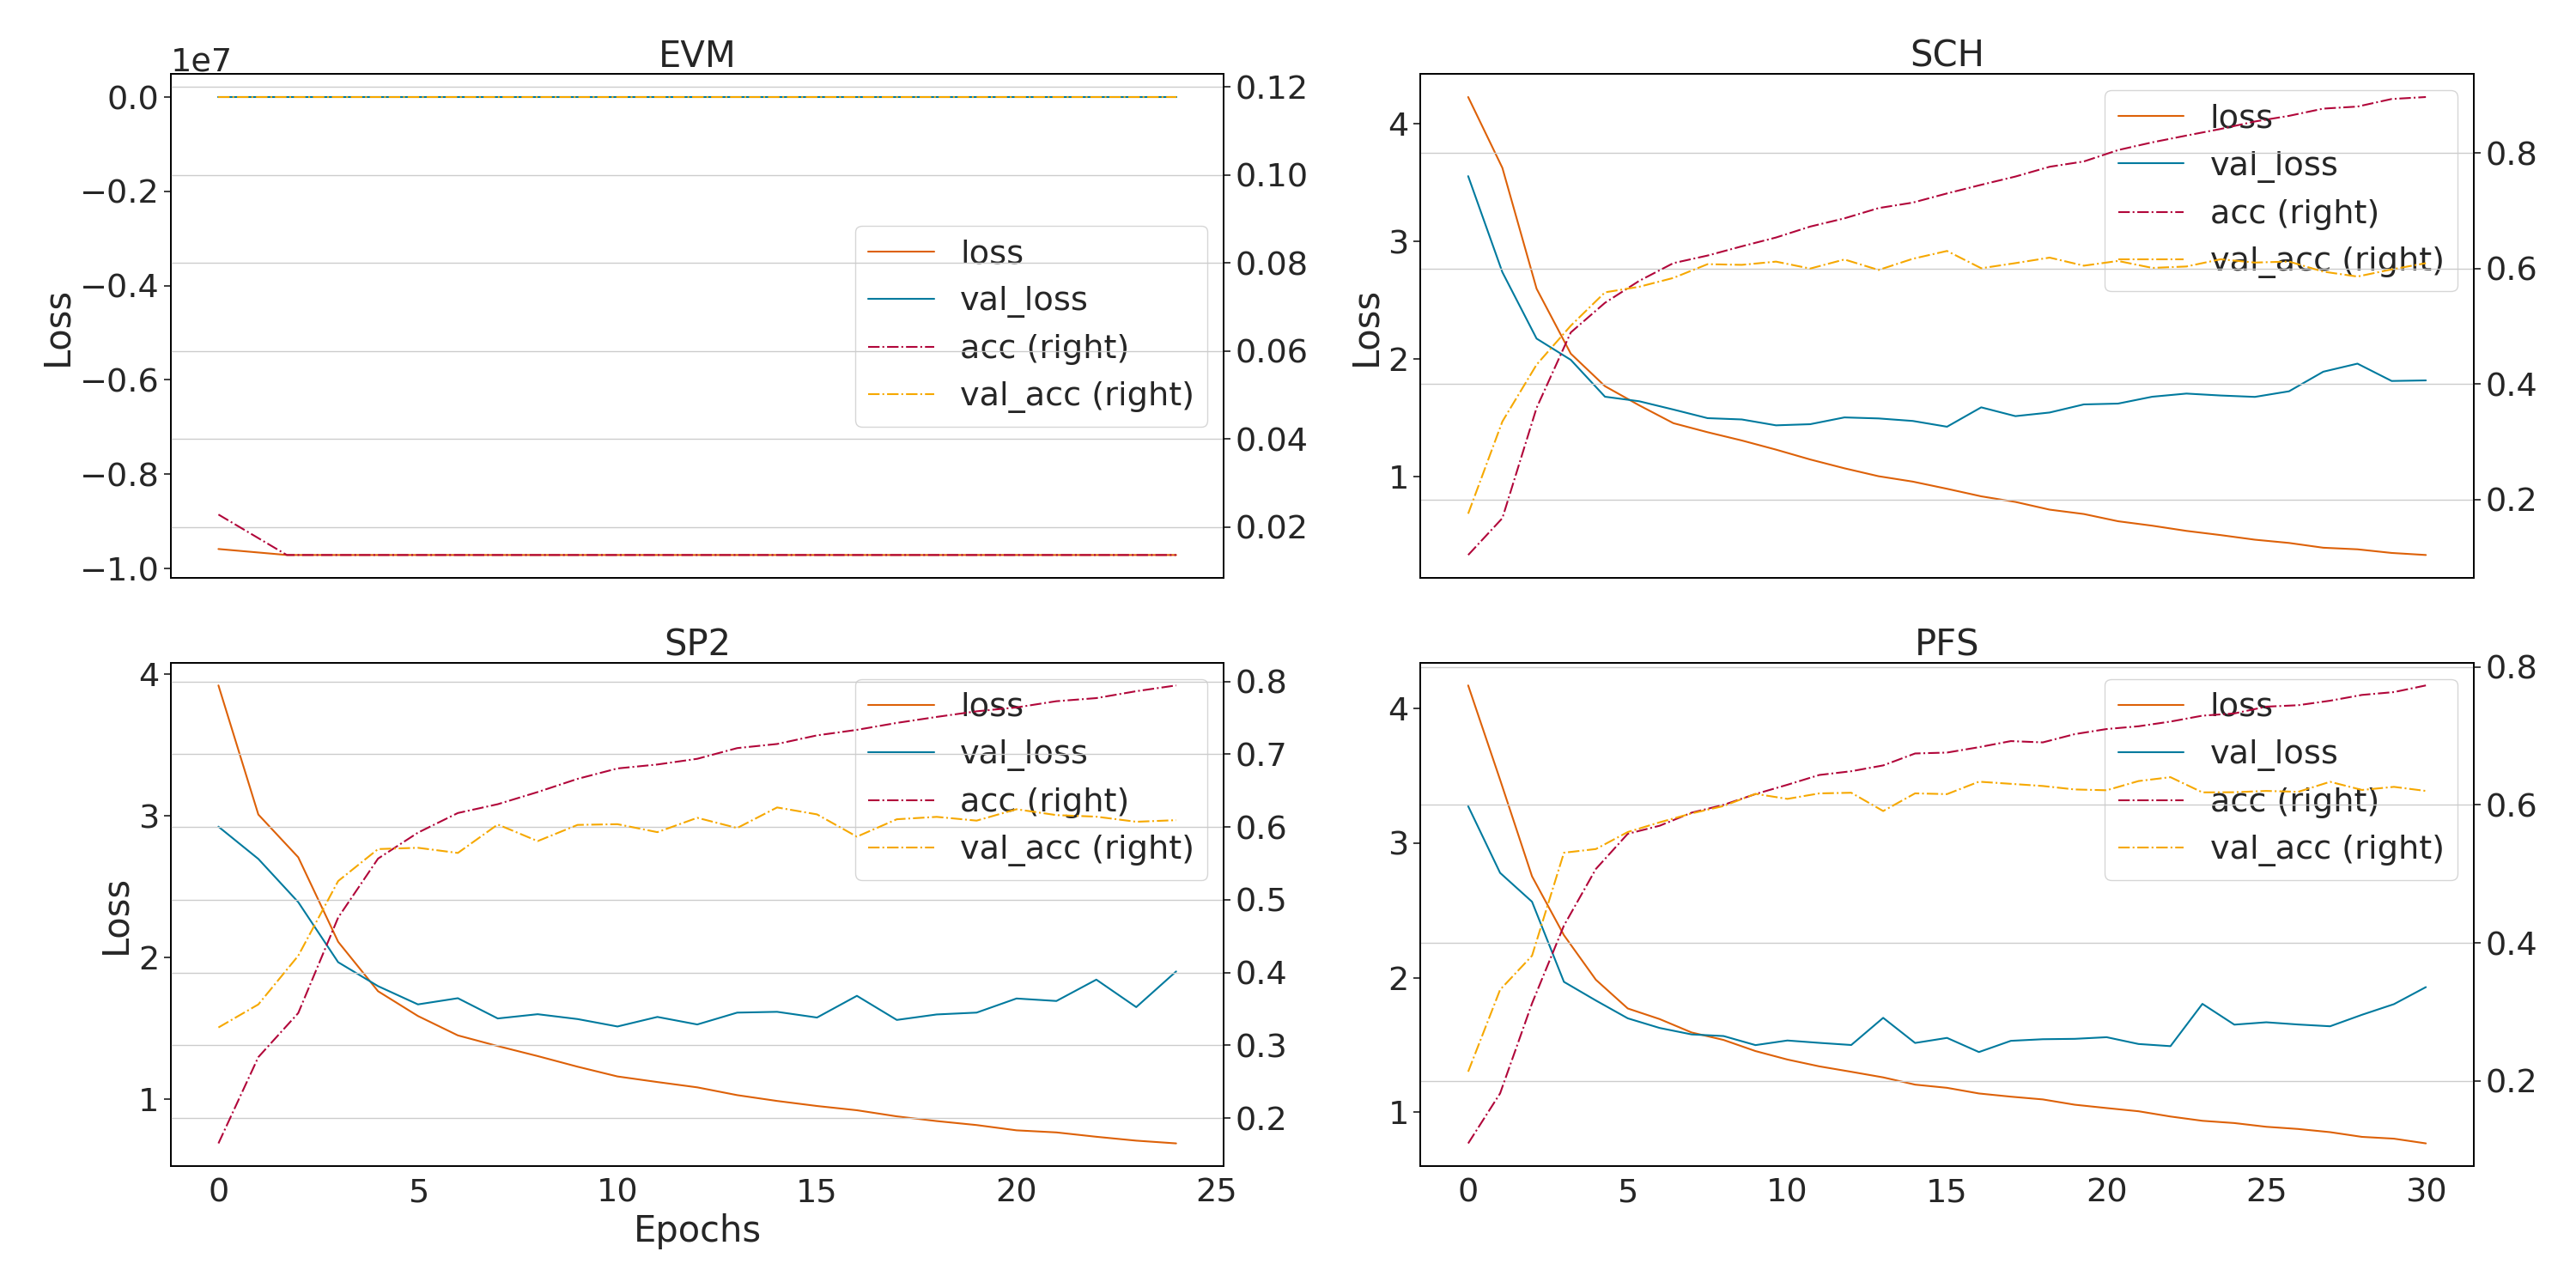 EVM
1e7
0.0
−0.2
−0.4
−0.6
−0.8
−1.0
Loss
0.12
0.10
0.08
0.06
0.04
0.02
loss
val_loss
acc (right)
val_acc (right)
SCH
4
3
2
1
Loss
0.8
0.6
0.4
0.2
loss
val_loss
acc (right)
val_acc (right)
SP2
4
3
2
1
Loss
0.8
0.7
0.6
0.5
0.4
0.3
0.2
loss
val_loss
acc (right)
val_acc (right)
0 5 10 15 20 25
Epochs
PFS
4
3
2
1
0.8
0.6
0.4
0.2
loss
val_loss
acc (right)
val_acc (right)
0 5 10 15 20 25 30